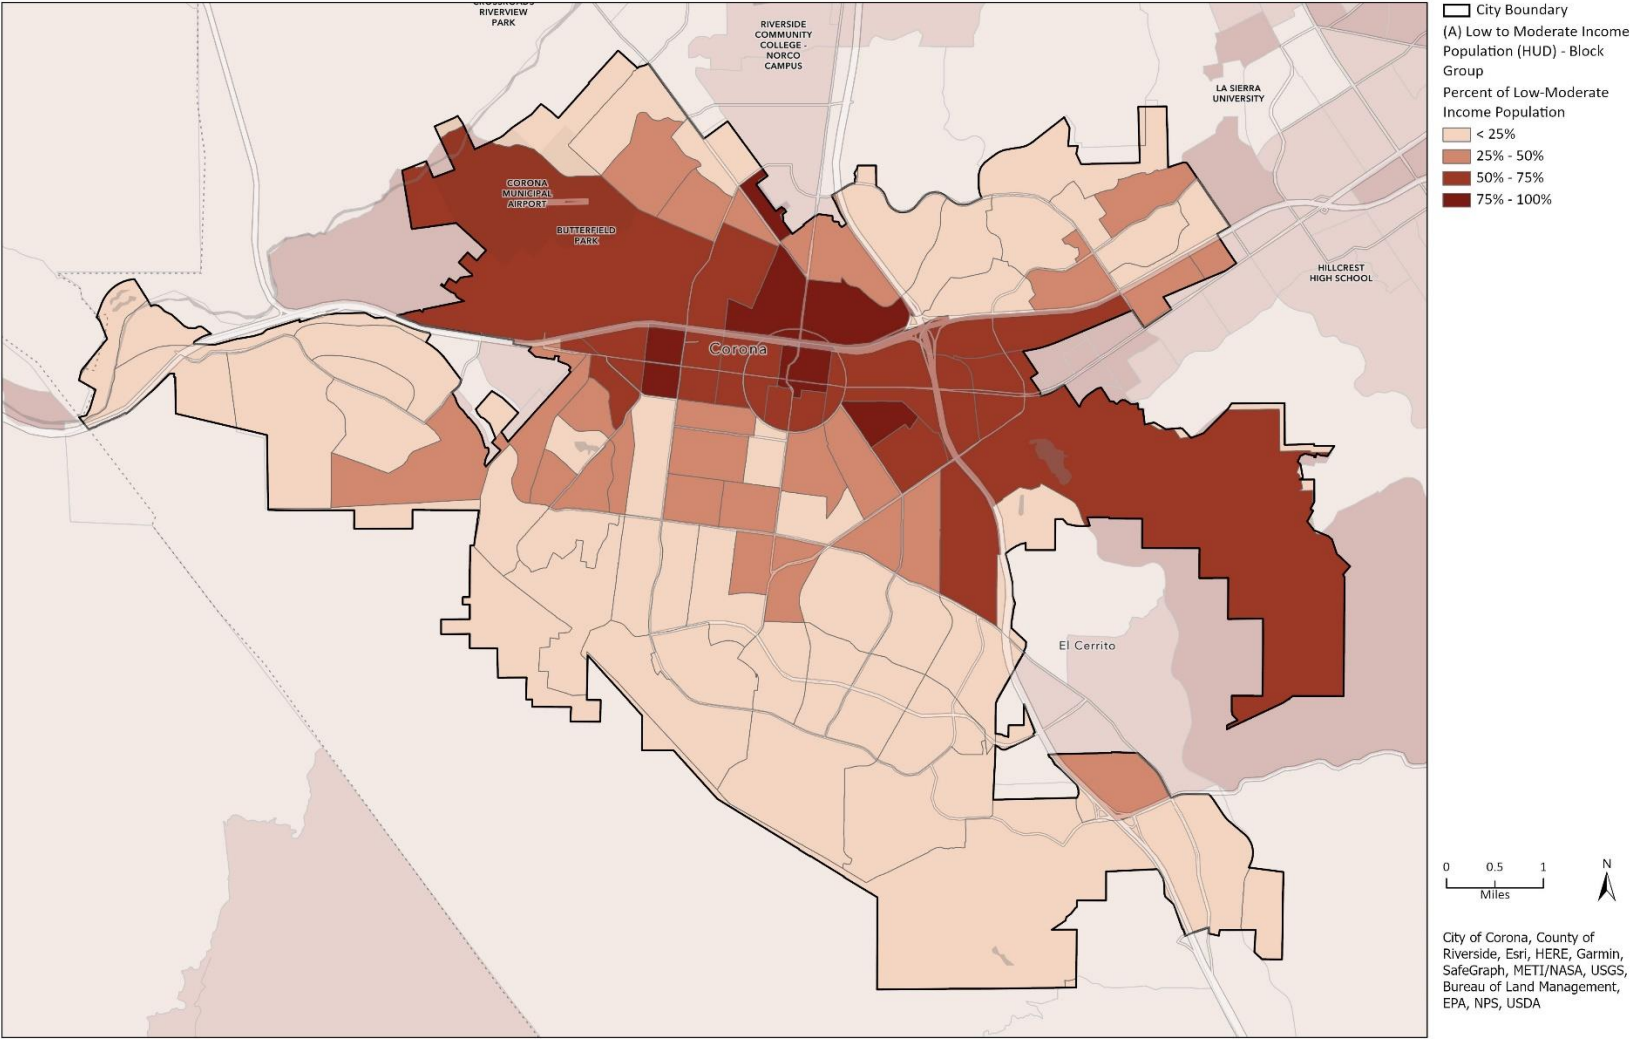 CROSSROADS
RIVERVIEW
PARK
RIVERSIDE
COMMUNITY
COLLEGE -
NORCO
CAMPUS
LA SIERRA
UNIVERSITY
CORONA
MUNICIPAL
AIRPORT
BUTTERFIELD
PARK
HILLCREST
HIGH SCHOOL
Corona
El Cerrito
City Boundary
(A) Low to Moderate Income
Population (HUD) - Block
Group
Percent of Low-Moderate
Income Population
< 25%
25% - 50%
50% - 75%
75% - 100%
0 0.5 1
Miles
N
City of Corona, County of
Riverside, Esri, HERE, Garmin,
SafeGraph, METI/NASA, USGS,
Bureau of Land Management,
EPA, NPS, USDA